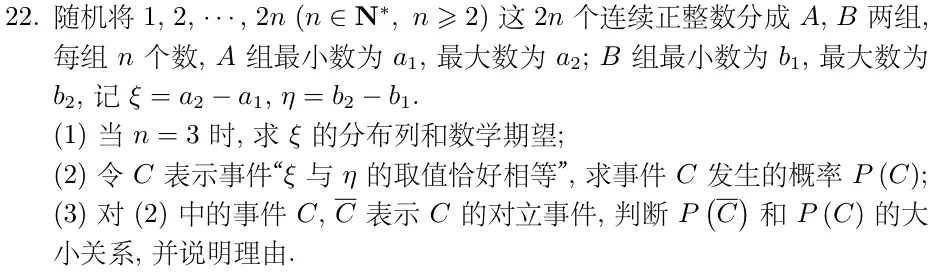 22. 随机将 1, 2, ⋯, 2n (n ∈ N*, n ⩾ 2) 这 2n 个连续正整数分成 A, B 两组,
每组 n 个数, A 组最小数为 a₁, 最大数为 a₂; B 组最小数为 b₁, 最大数为
b₂, 记 ξ = a₂ − a₁, η = b₂ − b₁.
(1) 当 n = 3 时, 求 ξ 的分布列和数学期望;
(2) 令 C 表示事件“ξ 与 η 的取值恰好相等”, 求事件 C 发生的概率 P (C);
(3) 对 (2) 中的事件 C, C̅ 表示 C 的对立事件, 判断 P (C̅) 和 P (C) 的大
小关系, 并说明理由.